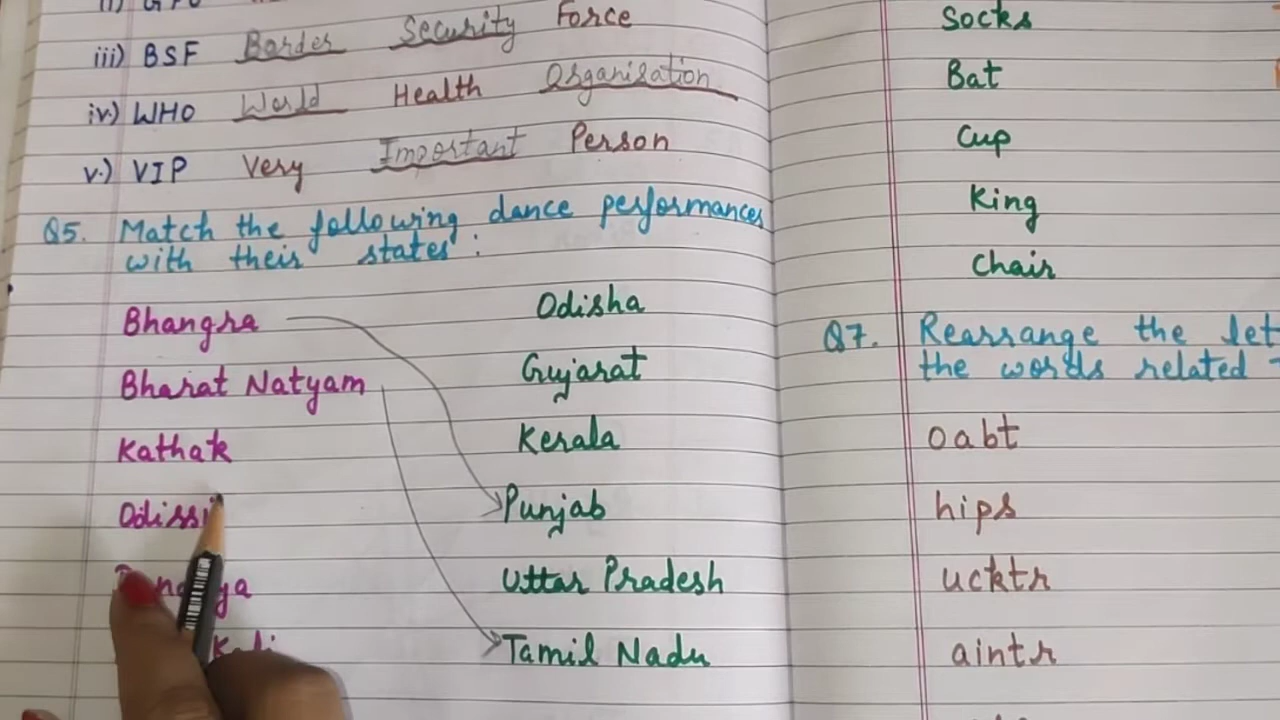 iii) BSF Border Security Force
iv.) WHO World Health Organisation
v.) VIP Very Important Person
Q5. Match the following dance performances
with their states :
Bhangra Odisha
Bharat Natyam Gujarat
Kathak Kerala
Odissi Punjab
Uttar Pradesh
Tamil Nadu
Socks
Bat
Cup
King
Chair
Q7. Rearrange the let
the words related
oabt
hips
ucktr
aintr